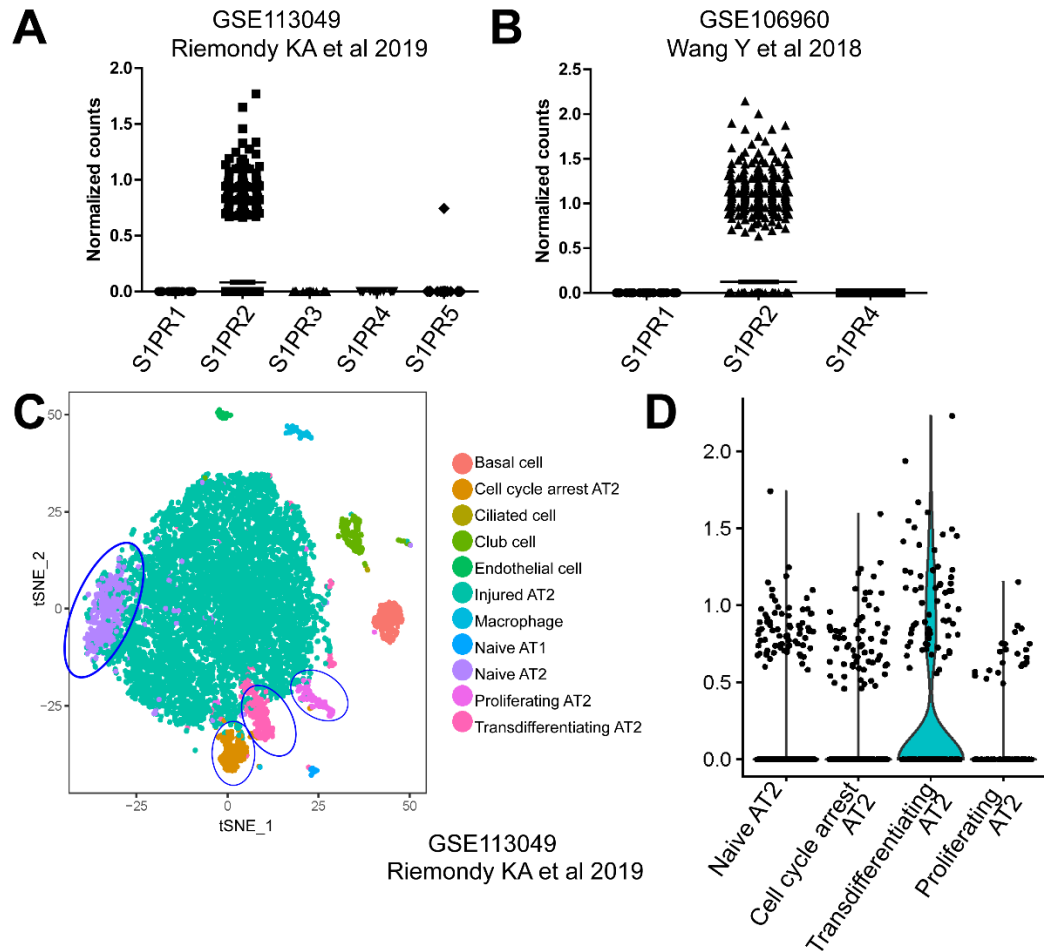 A
GSE113049
Riemondy KA et al 2019
Normalized counts
2.0
1.5
1.0
0.5
0.0
S1PR1
S1PR2
S1PR3
S1PR4
S1PR5
B
GSE106960
Wang Y et al 2018
Normalized counts
2.5
2.0
1.5
1.0
0.5
0.0
S1PR1
S1PR2
S1PR4
C
tSNE_2
50
25
0
−25
−25
0
25
50
tSNE_1
Basal cell
Cell cycle arrest AT2
Ciliated cell
Club cell
Endothelial cell
Injured AT2
Macrophage
Naive AT1
Naive AT2
Proliferating AT2
Transdifferentiating AT2
GSE113049
Riemondy KA et al 2019
D
2.0
1.5
1.0
0.5
0.0
Naive AT2
Cell cycle arrest
AT2
Transdifferentiating
AT2
Proliferating
AT2